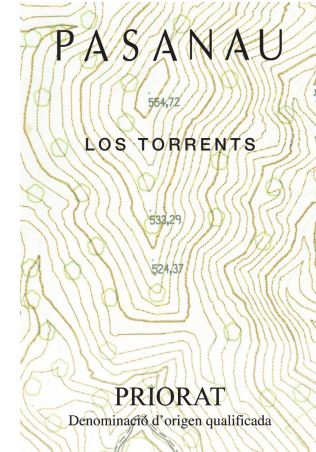 PASANAU
554,72
LOS TORRENTS
533,29
524,37
PRIORAT
Denominació d'origen qualificada